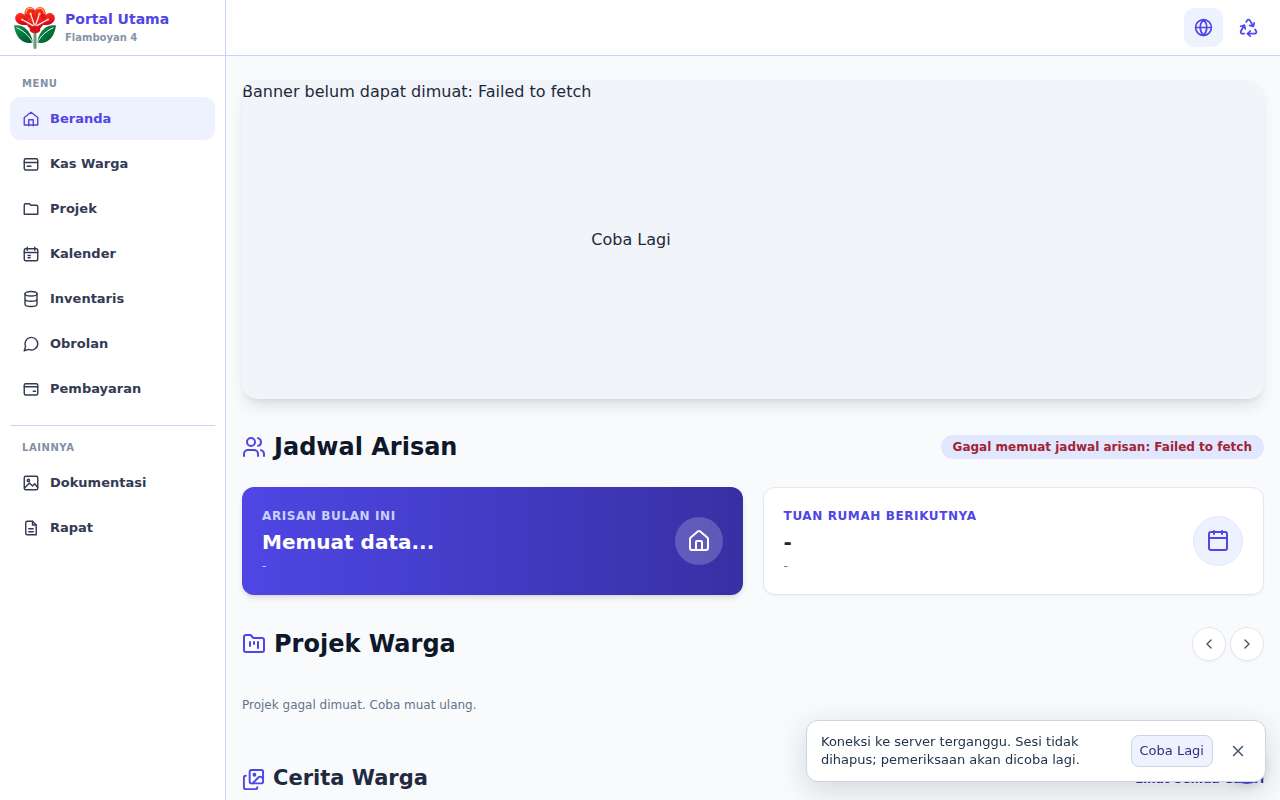 Portal Utama
Flamboyan 4
MENU
Beranda
Kas Warga
Projek
Kalender
Inventaris
Obrolan
Pembayaran
LAINNYA
Dokumentasi
Rapat
Banner belum dapat dimuat: Failed to fetch
Coba Lagi
Jadwal Arisan
Gagal memuat jadwal arisan: Failed to fetch
ARISAN BULAN INI
Memuat data...
-
TUAN RUMAH BERIKUTNYA
-
-
Projek Warga
Projek gagal dimuat. Coba muat ulang.
Cerita Warga
Koneksi ke server terganggu. Sesi tidak
dihapus; pemeriksaan akan dicoba lagi.
Coba Lagi